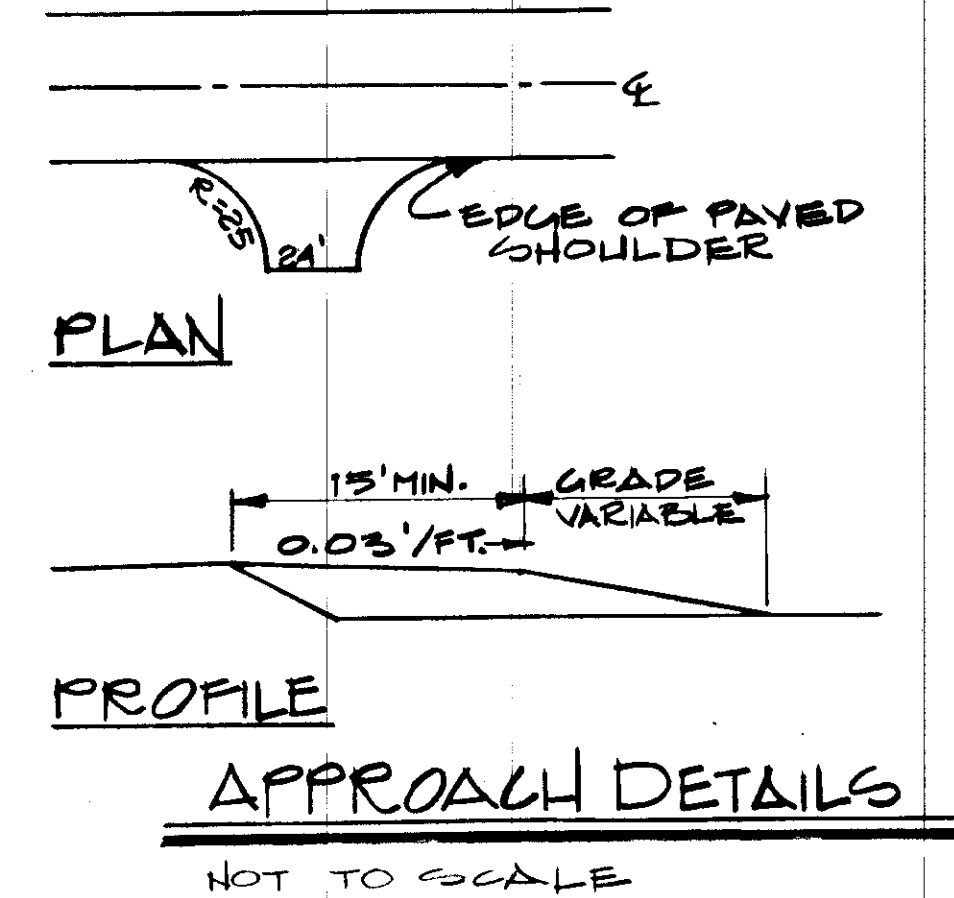 ℄
R=25
24'
EDGE OF PAVED
SHOULDER
PLAN
15' MIN.
GRADE
VARIABLE
0.03'/FT.
PROFILE
APPROACH DETAILS
NOT TO SCALE